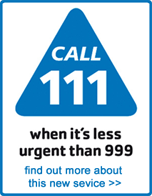 CALL
111
when it's less
urgent than 999
find out more about
this new sevice >>